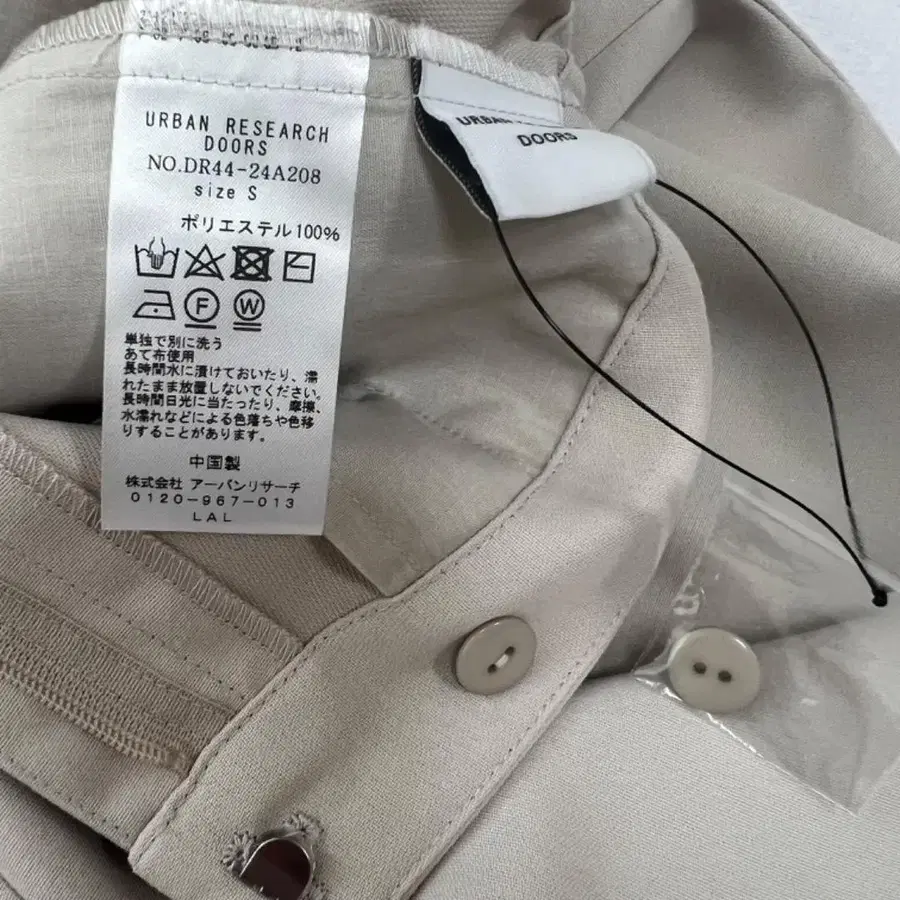 URBAN RESEARCH
DOORS
NO.DR44-24A208
size S
ポリエステル100%
F
W
単独で別に洗う
あて布使用
長時間水に漬けておいたり、濡
れたまま放置しないでください。
長時間日光に当たったり、摩擦、
水濡れなどによる色落ちや色移
りすることがあります。
中国製
株式会社 アーバンリサーチ
0120-967-013
LAL
DOORS